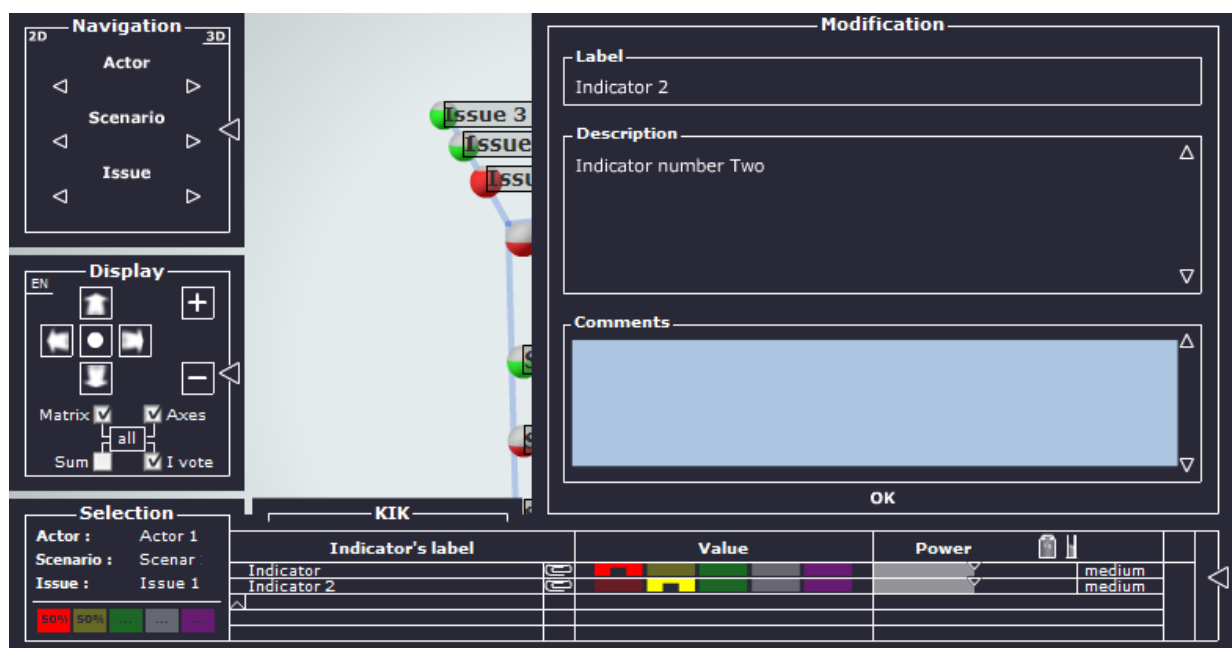 Navigation
2D
3D
Actor
Scenario
Issue
Display
EN
Matrix
Axes
all
Sum
I vote
Selection
Actor : Actor 1
Scenario : Scenar
Issue : Issue 1
50% 50% ... ... ...
Issue 3
Issue
Issu
Modification
Label
Indicator 2
Description
Indicator number Two
Comments
OK
KIK
Indicator's label Value Power
Indicator medium
Indicator 2 medium